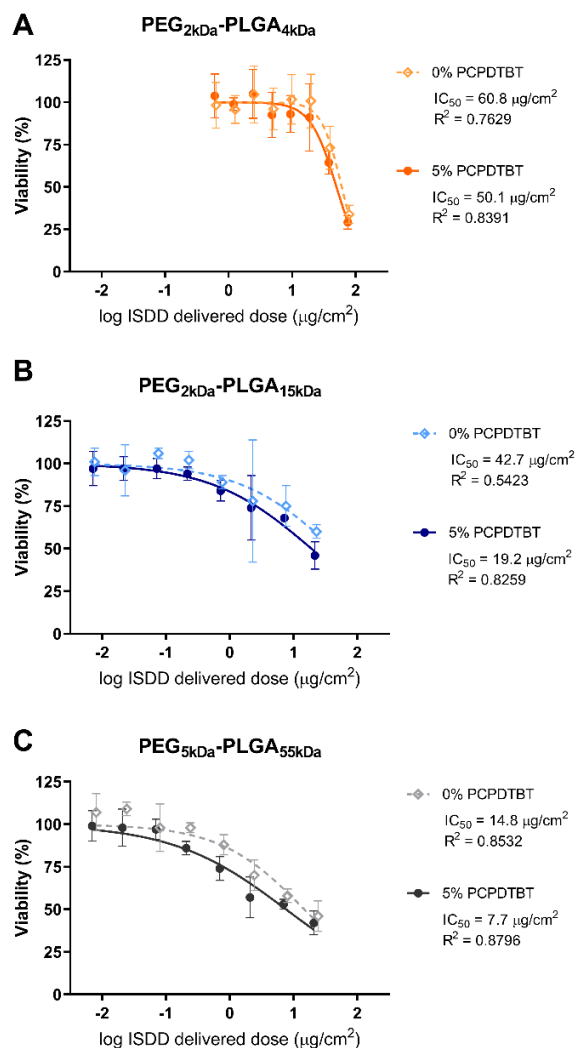 A
PEG2kDa-PLGA4kDa
125
100
75
50
25
0
Viability (%)
-2 -1 0 1 2
log ISDD delivered dose (μg/cm²)
0% PCPDTBT
IC50 = 60.8 μg/cm²
R² = 0.7629
5% PCPDTBT
IC50 = 50.1 μg/cm²
R² = 0.8391
B
PEG2kDa-PLGA15kDa
125
100
75
50
25
0
Viability (%)
-2 -1 0 1 2
log ISDD delivered dose (μg/cm²)
0% PCPDTBT
IC50 = 42.7 μg/cm²
R² = 0.5423
5% PCPDTBT
IC50 = 19.2 μg/cm²
R² = 0.8259
C
PEG5kDa-PLGA55kDa
125
100
75
50
25
0
Viability (%)
-2 -1 0 1 2
log ISDD delivered dose (μg/cm²)
0% PCPDTBT
IC50 = 14.8 μg/cm²
R² = 0.8532
5% PCPDTBT
IC50 = 7.7 μg/cm²
R² = 0.8796